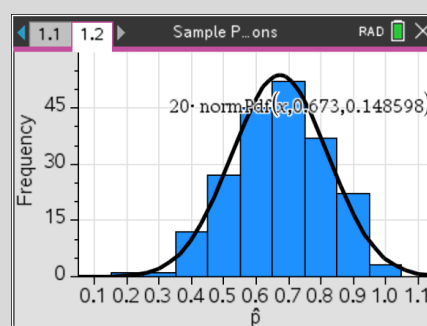 1.1 1.2 Sample P...ons RAD
20· normPdf(x,0.673,0.148598)
Frequency
45
30
15
0
0.1 0.2 0.3 0.4 0.5 0.6 0.7 0.8 0.9 1.0 1.1
p̂